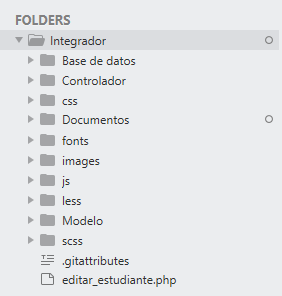 FOLDERS
Integrador
Base de datos
Controlador
css
Documentos
fonts
images
js
less
Modelo
scss
.gitattributes
editar_estudiante.php